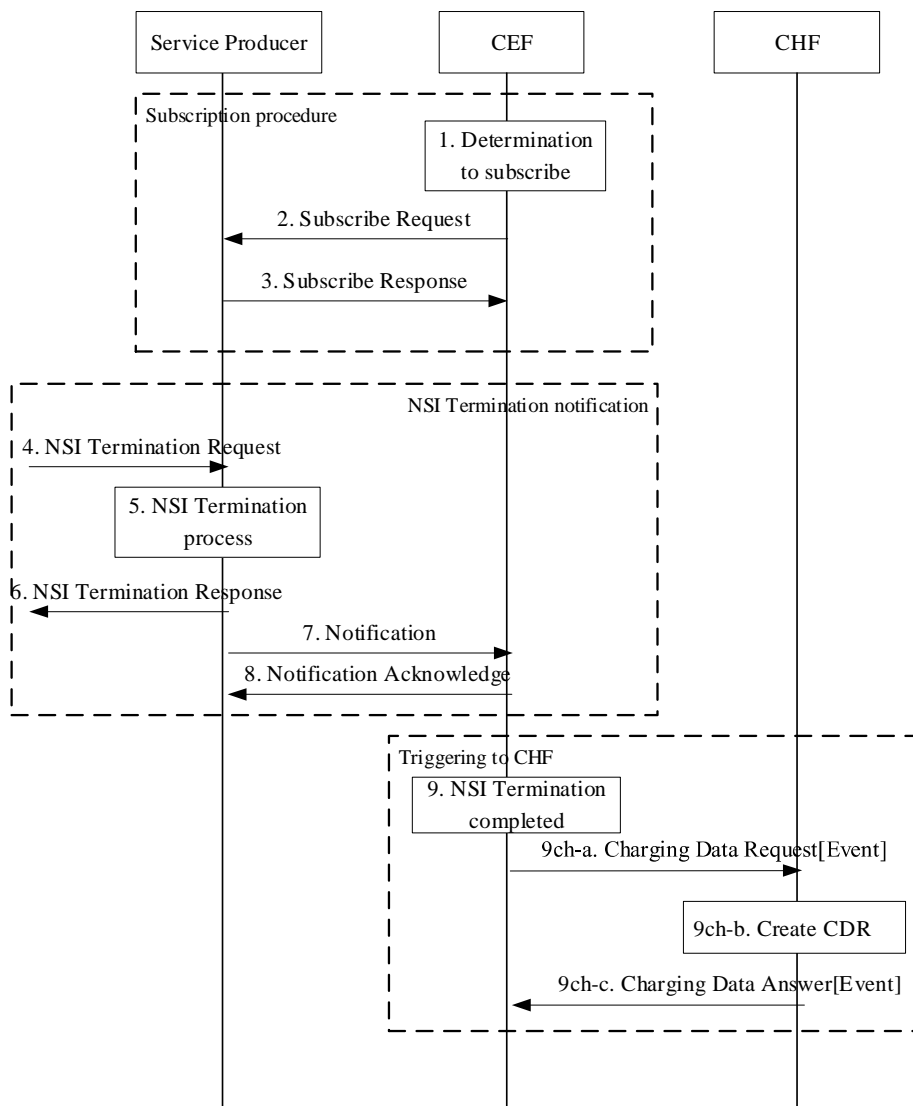 Service Producer
CEF
CHF
Subscription procedure
1. Determination
to subscribe
2. Subscribe Request
3. Subscribe Response
NSI Termination notification
4. NSI Termination Request
5. NSI Termination
process
6. NSI Termination Response
7. Notification
8. Notification Acknowledge
Triggering to CHF
9. NSI Termination
completed
9ch-a. Charging Data Request[Event]
9ch-b. Create CDR
9ch-c. Charging Data Answer[Event]